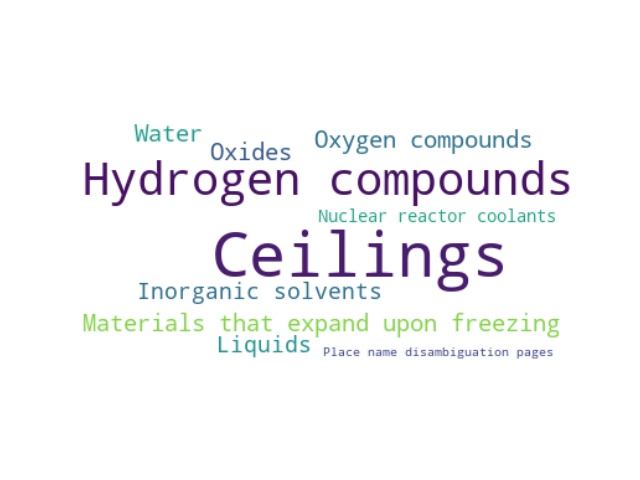 Water
Oxides
Oxygen compounds
Hydrogen compounds
Nuclear reactor coolants
Ceilings
Inorganic solvents
Materials that expand upon freezing
Liquids
Place name disambiguation pages